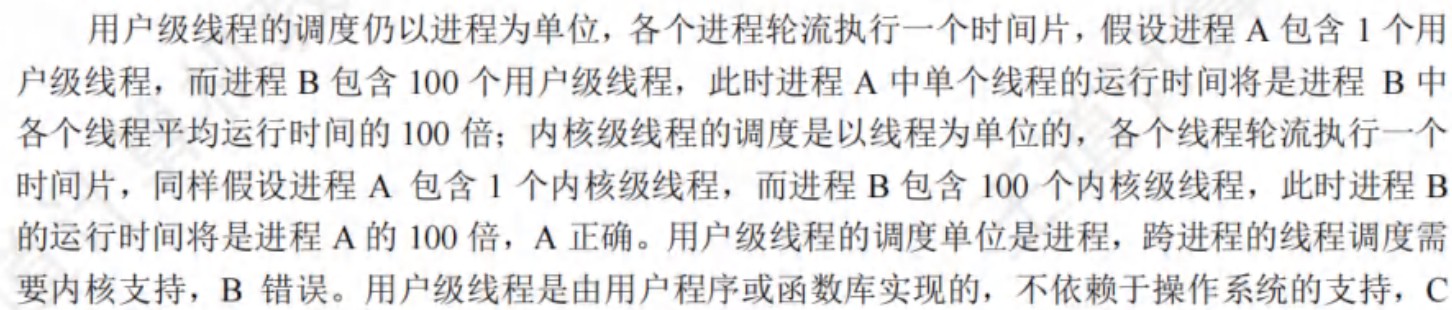 用户级线程的调度仍以进程为单位，各个进程轮流执行一个时间片，假设进程 A 包含 1 个用
户级线程，而进程 B 包含 100 个用户级线程，此时进程 A 中单个线程的运行时间将是进程 B 中
各个线程平均运行时间的 100 倍；内核级线程的调度是以线程为单位的，各个线程轮流执行一个
时间片，同样假设进程 A 包含 1 个内核级线程，而进程 B 包含 100 个内核级线程，此时进程 B
的运行时间将是进程 A 的 100 倍，A 正确。用户级线程的调度单位是进程，跨进程的线程调度需
要内核支持，B 错误。用户级线程是由用户程序或函数库实现的，不依赖于操作系统的支持，C